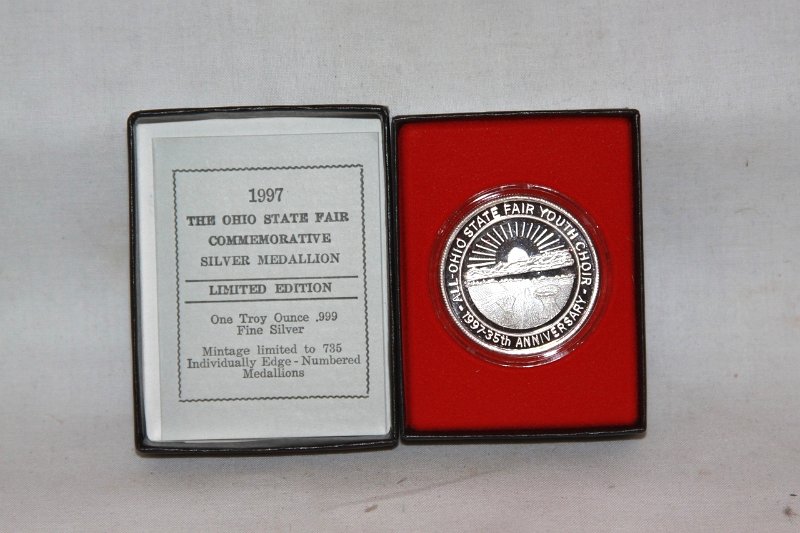 1997
THE OHIO STATE FAIR
COMMEMORATIVE
SILVER MEDALLION
LIMITED EDITION
One Troy Ounce .999
Fine Silver
Mintage limited to 735
Individually Edge - Numbered
Medallions
ALL-OHIO STATE FAIR YOUTH CHOIR
· 1997-35th ANNIVERSARY ·